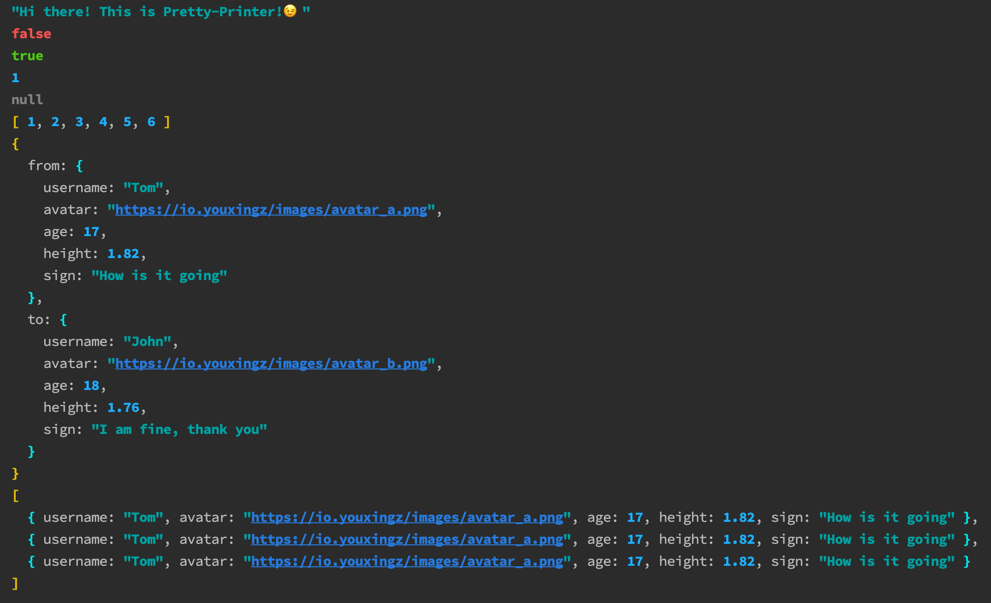 "Hi there! This is Pretty-Printer!😉 "
false
true
1
null
[ 1, 2, 3, 4, 5, 6 ]
{
  from: {
    username: "Tom",
    avatar: "https://io.youxingz/images/avatar_a.png",
    age: 17,
    height: 1.82,
    sign: "How is it going"
  },
  to: {
    username: "John",
    avatar: "https://io.youxingz/images/avatar_b.png",
    age: 18,
    height: 1.76,
    sign: "I am fine, thank you"
  }
}
[
  { username: "Tom", avatar: "https://io.youxingz/images/avatar_a.png", age: 17, height: 1.82, sign: "How is it going" },
  { username: "Tom", avatar: "https://io.youxingz/images/avatar_a.png", age: 17, height: 1.82, sign: "How is it going" },
  { username: "Tom", avatar: "https://io.youxingz/images/avatar_a.png", age: 17, height: 1.82, sign: "How is it going" }
]